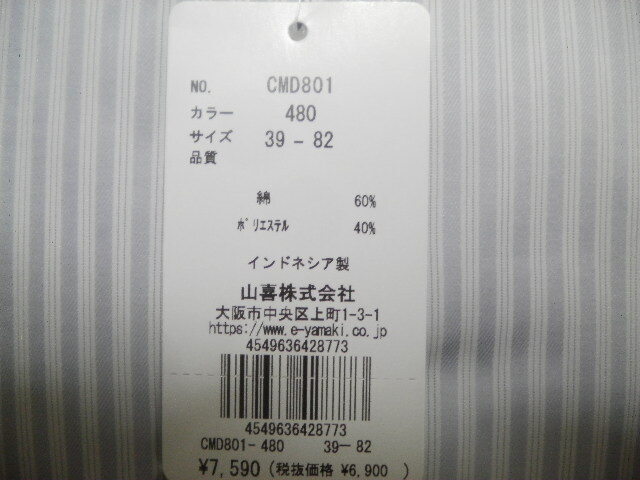 NO. CMD801
カラー 480
サイズ 39 - 82
品質
綿 60%
ポリエステル 40%
インドネシア製
山喜株式会社
大阪市中央区上町1-3-1
https://www.e-yamaki.co.jp
4549636428773
4549636428773
CMD801-480 39-82
¥7,590 (税抜価格 ¥6,900 )